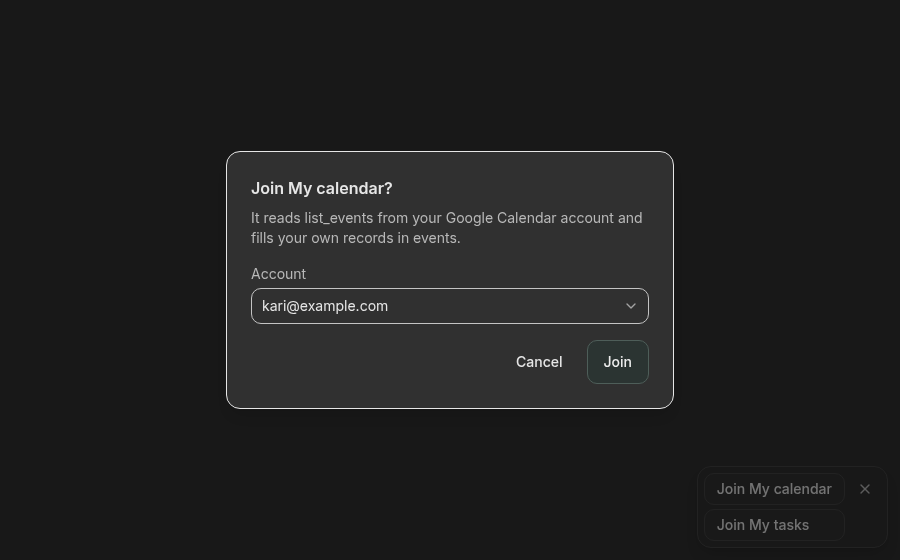 Join My calendar?
It reads list_events from your Google Calendar account and
fills your own records in events.
Account
kari@example.com
Cancel
Join
Join My calendar
Join My tasks